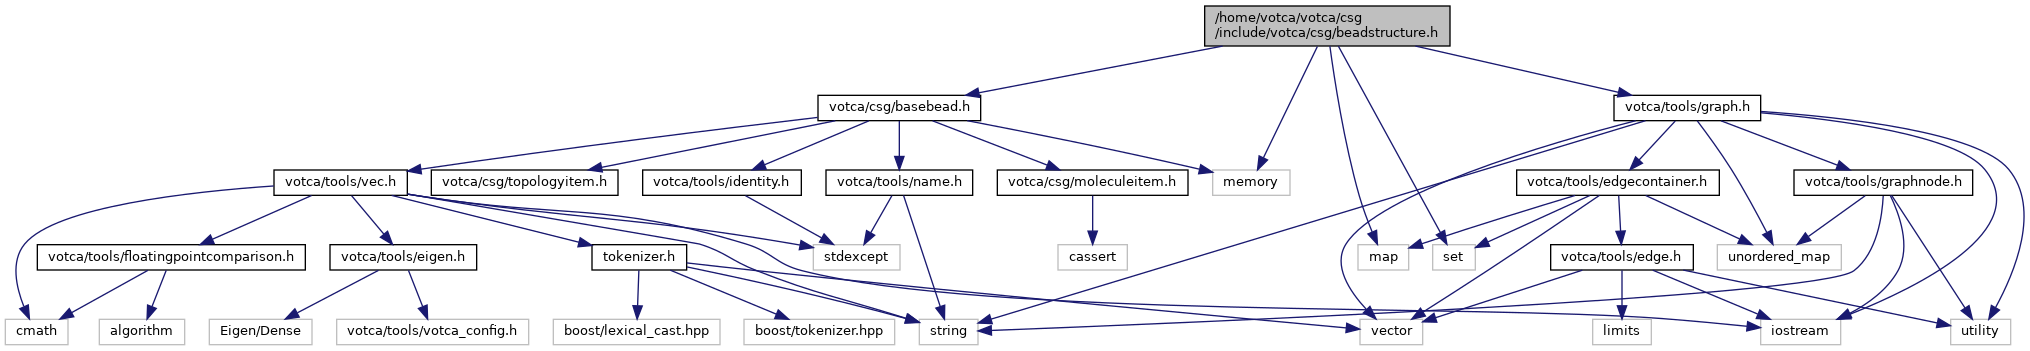 /home/votca/votca/csg
/include/votca/csg/beadstructure.h
votca/csg/basebead.h
votca/tools/graph.h
votca/tools/vec.h
votca/csg/topologyitem.h
votca/tools/identity.h
votca/tools/name.h
votca/csg/moleculeitem.h
memory
votca/tools/edgecontainer.h
votca/tools/graphnode.h
votca/tools/floatingpointcomparison.h
votca/tools/eigen.h
tokenizer.h
stdexcept
cassert
map
set
votca/tools/edge.h
unordered_map
cmath
algorithm
Eigen/Dense
votca/tools/votca_config.h
boost/lexical_cast.hpp
boost/tokenizer.hpp
string
vector
limits
iostream
utility